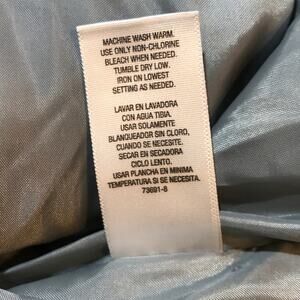 MACHINE WASH WARM.
USE ONLY NON-CHLORINE
BLEACH WHEN NEEDED.
TUMBLE DRY LOW.
IRON ON LOWEST
SETTING AS NEEDED.
LAVAR EN LAVADORA
CON AGUA TIBIA.
USAR SOLAMENTE
BLANQUEADOR SIN CLORO,
CUANDO SE NECESITE.
SECAR EN SECADORA
CICLO LENTO.
USAR PLANCHA EN MINIMA
TEMPERATURA SI SE NECESITA.
73691-8